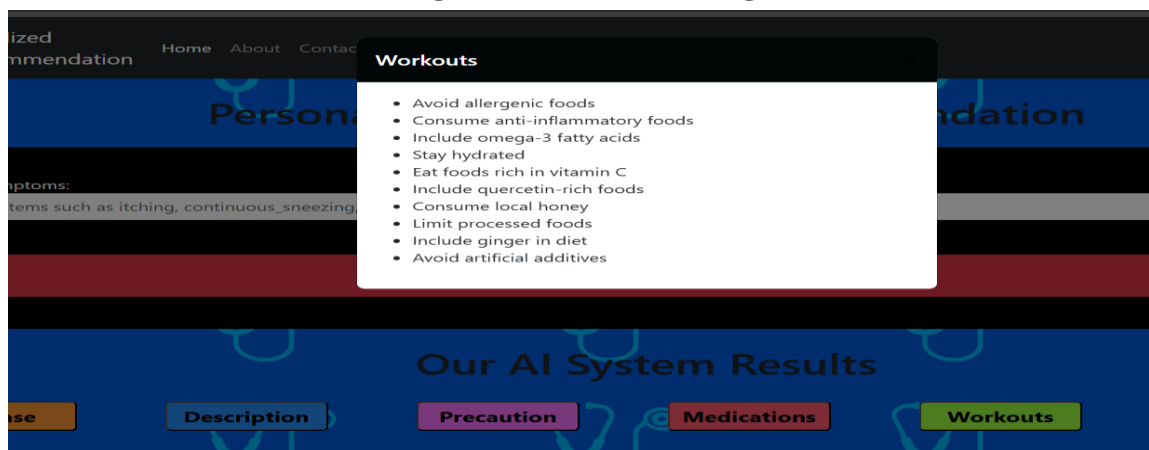 ized
mmendation
Home About Contac
Workouts
Persona
ndation
• Avoid allergenic foods
• Consume anti-inflammatory foods
• Include omega-3 fatty acids
• Stay hydrated
• Eat foods rich in vitamin C
• Include quercetin-rich foods
• Consume local honey
• Limit processed foods
• Include ginger in diet
• Avoid artificial additives
mptoms:
tems such as itching, continuous_sneezing,
Our AI System Results
ase
Description
Precaution
Medications
Workouts